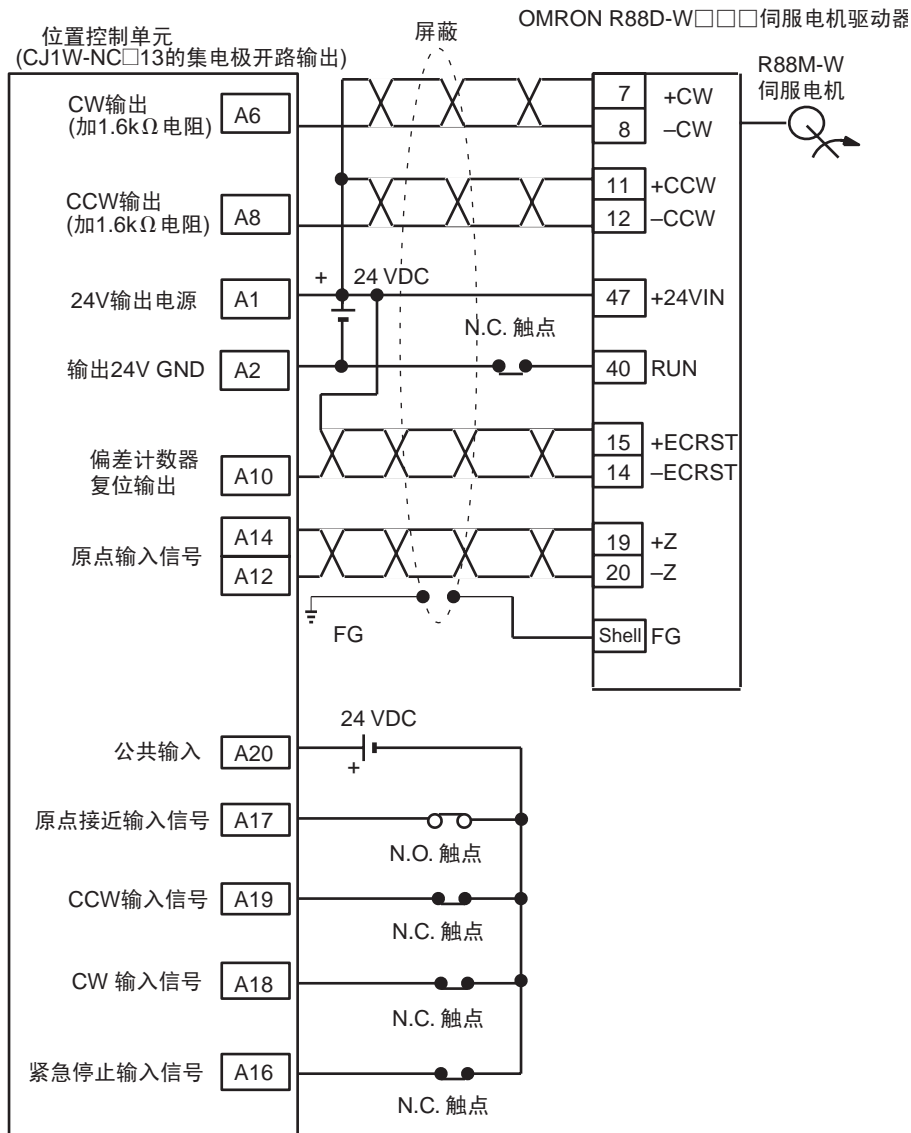 OMRON R88D-W□□□伺服电机驱动器
位置控制单元
(CJ1W-NC□13的集电极开路输出)
屏蔽
R88M-W
伺服电机
CW输出
(加1.6kΩ电阻)
A6
7 +CW
8 –CW
CCW输出
(加1.6kΩ电阻)
A8
11 +CCW
12 –CCW
+ 24 VDC
24V输出电源 A1
47 +24VIN
N.C. 触点
输出24V GND A2
40 RUN
偏差计数器
复位输出
A10
15 +ECRST
14 –ECRST
原点输入信号
A14
A12
19 +Z
20 –Z
FG
Shell FG
24 VDC
公共输入 A20
+
原点接近输入信号 A17
N.O. 触点
CCW输入信号 A19
N.C. 触点
CW 输入信号 A18
N.C. 触点
紧急停止输入信号 A16
N.C. 触点